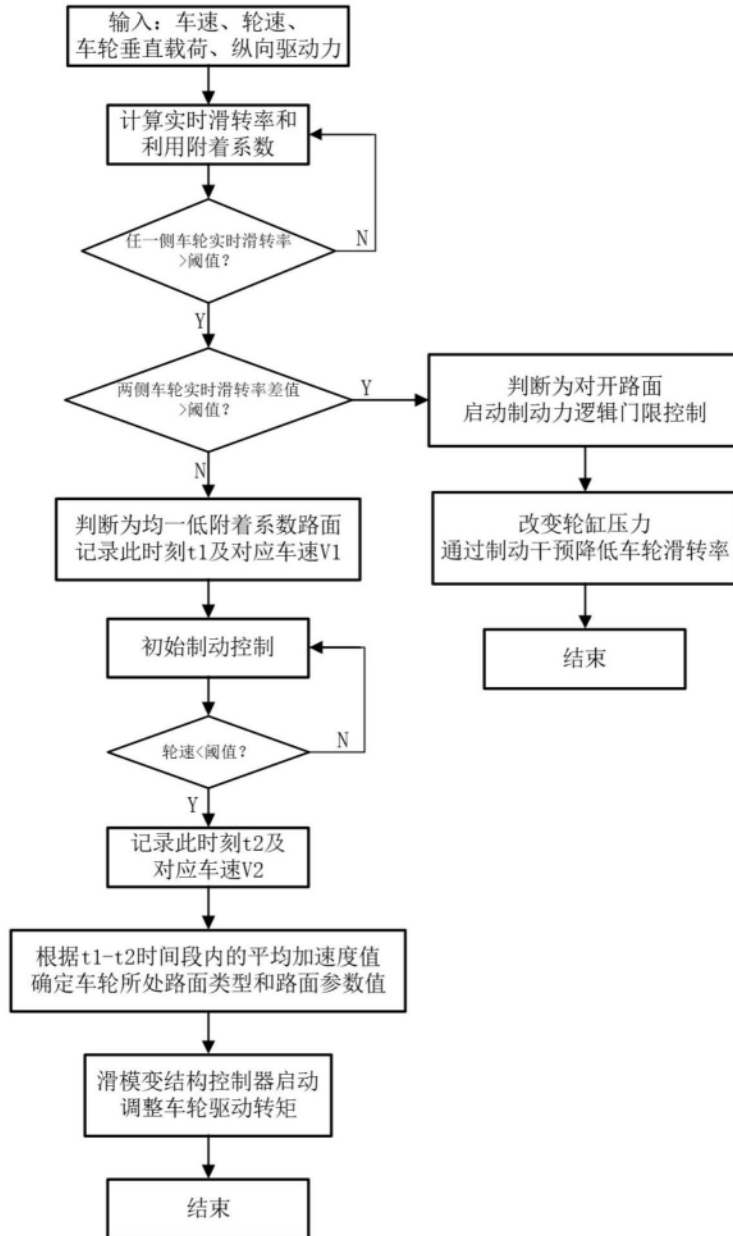 输入：车速、轮速、
车轮垂直载荷、纵向驱动力
计算实时滑转率和
利用附着系数
任一侧车轮实时滑转率
>阈值？
N
Y
两侧车轮实时滑转率差值
>阈值？
Y
判断为对开路面
启动制动力逻辑门限控制
N
改变轮缸压力
通过制动干预降低车轮滑转率
判断为均一低附着系数路面
记录此时刻t1及对应车速V1
初始制动控制
结束
轮速<阈值？
N
Y
记录此时刻t2及
对应车速V2
根据t1-t2时间段内的平均加速度值
确定车轮所处路面类型和路面参数值
滑模变结构控制器启动
调整车轮驱动转矩
结束